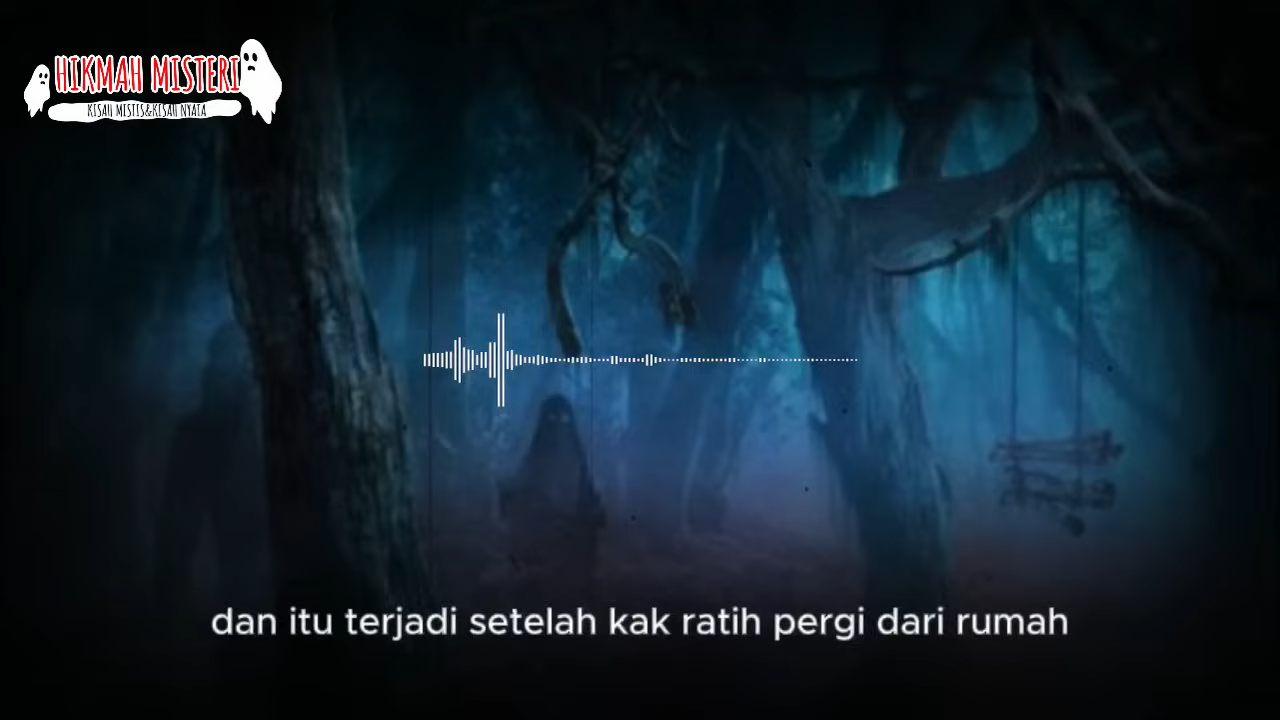 HIKMAH MISTERI
KISAH MISTIS&KISAH NYATA
dan itu terjadi setelah kak ratih pergi dari rumah